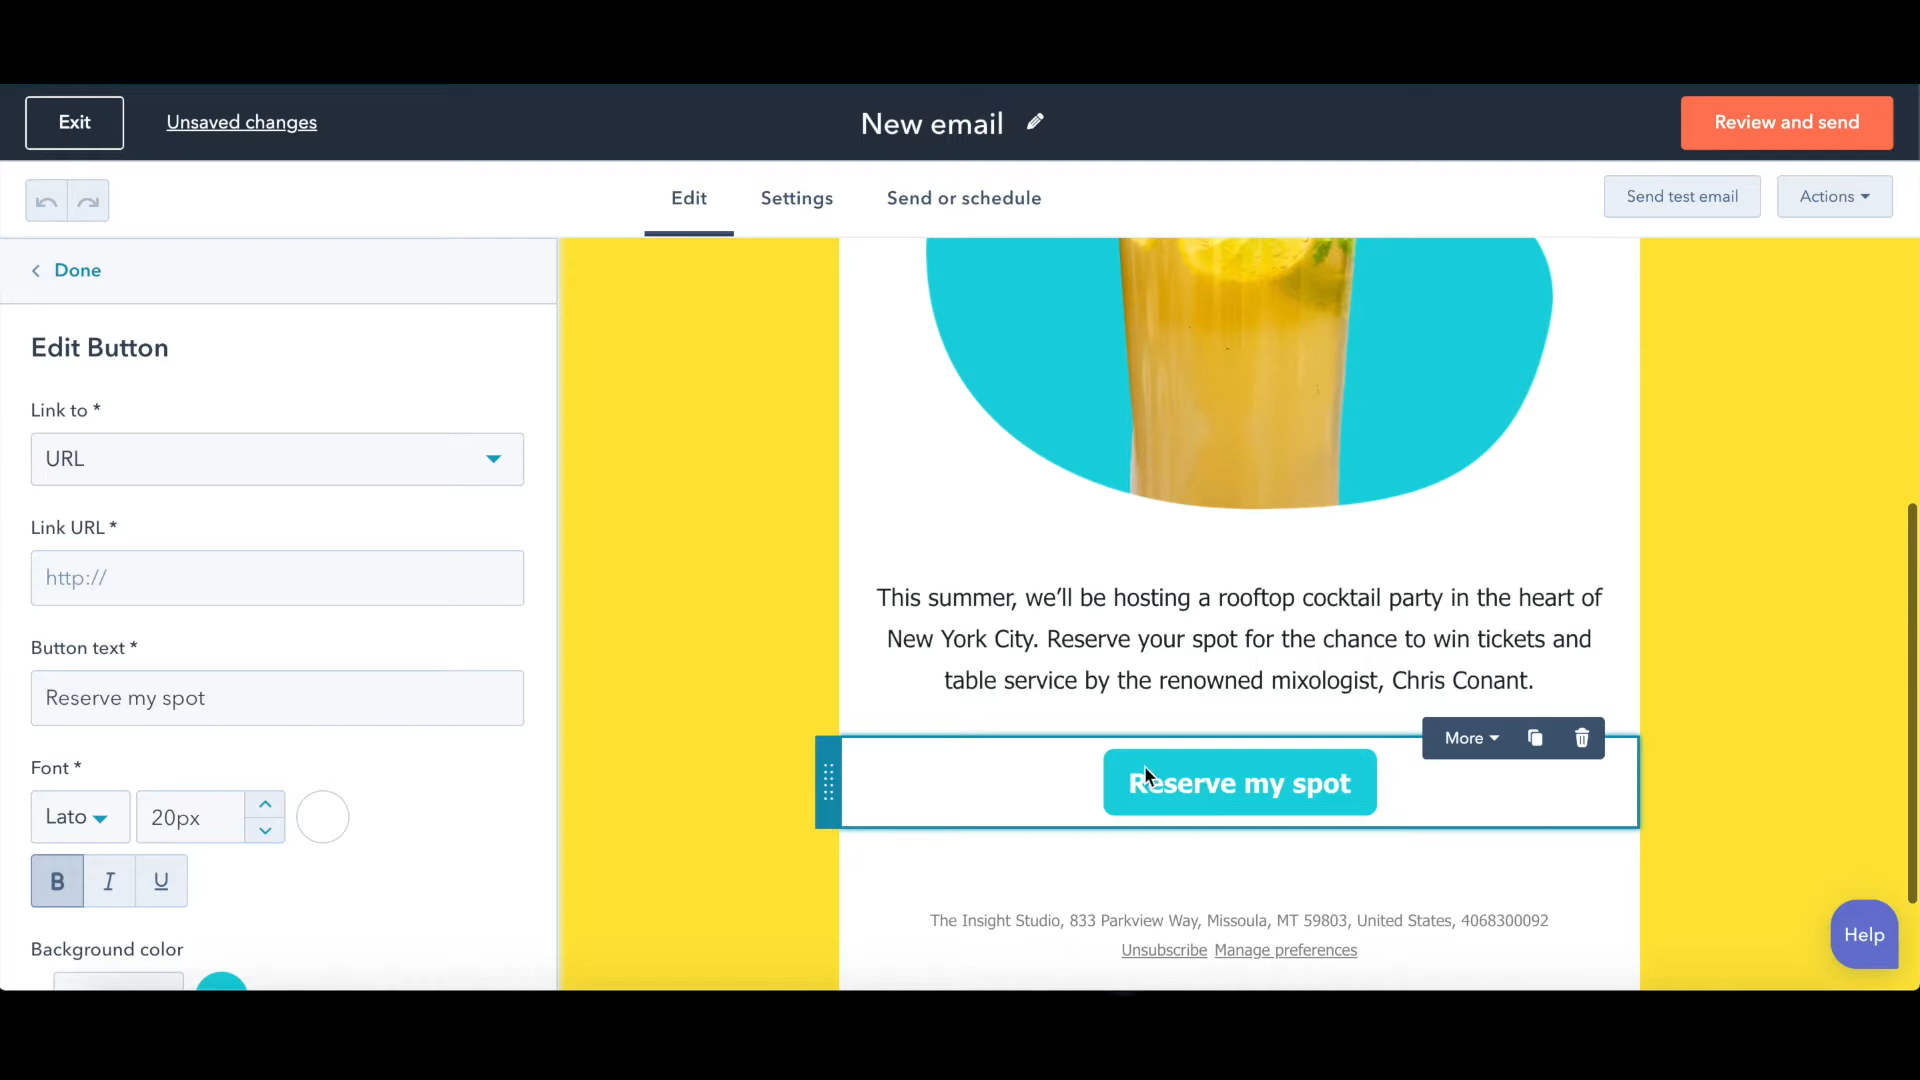 Exit
Unsaved changes
New email
Review and send
Edit
Settings
Send or schedule
Send test email
Actions
Done
Edit Button
Link to *
URL
Link URL *
http://
Button text *
Reserve my spot
Font *
Lato
20px
B
I
U
Background color
This summer, we’ll be hosting a rooftop cocktail party in the heart of
New York City. Reserve your spot for the chance to win tickets and
table service by the renowned mixologist, Chris Conant.
More
Reserve my spot
The Insight Studio, 833 Parkview Way, Missoula, MT 59803, United States, 4068300092
Unsubscribe Manage preferences
Help